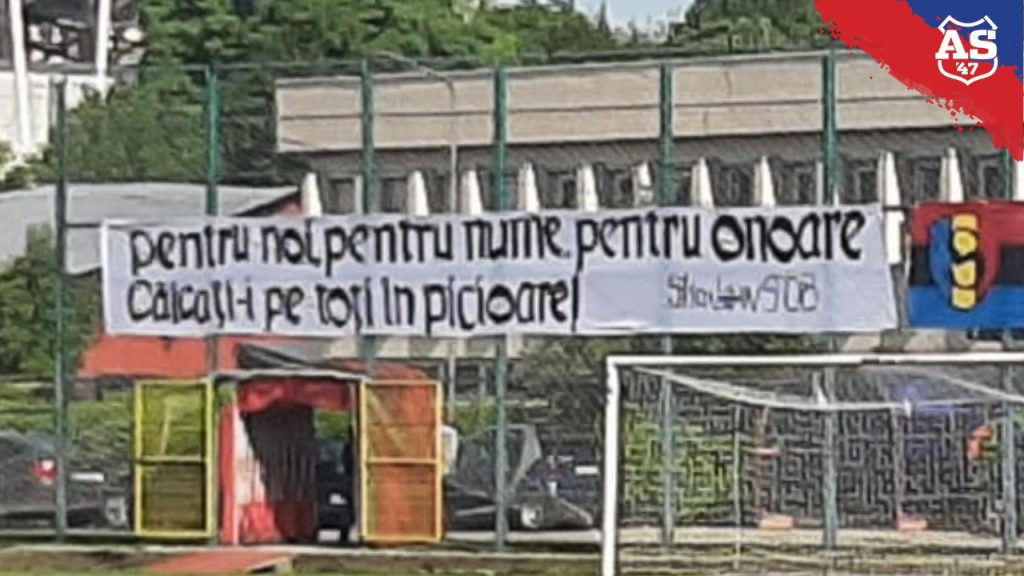 Pentru noi, pentru nume, pentru onoare
Călcați-i pe toți în picioare!
AS
'47